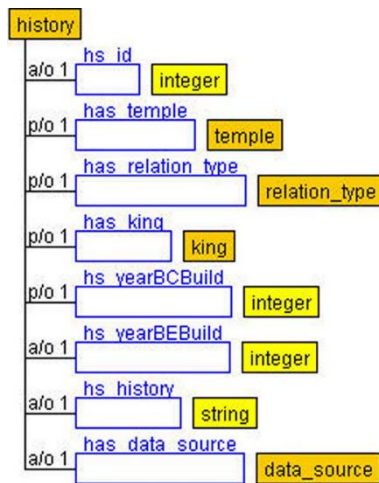 history
a/o 1 hs_id integer
p/o 1 has_temple temple
p/o 1 has_relation_type relation_type
p/o 1 has_king king
p/o 1 hs_yearBCBuild integer
a/o 1 hs_yearBEBuild integer
a/o 1 hs_history string
a/o 1 has_data_source data_source